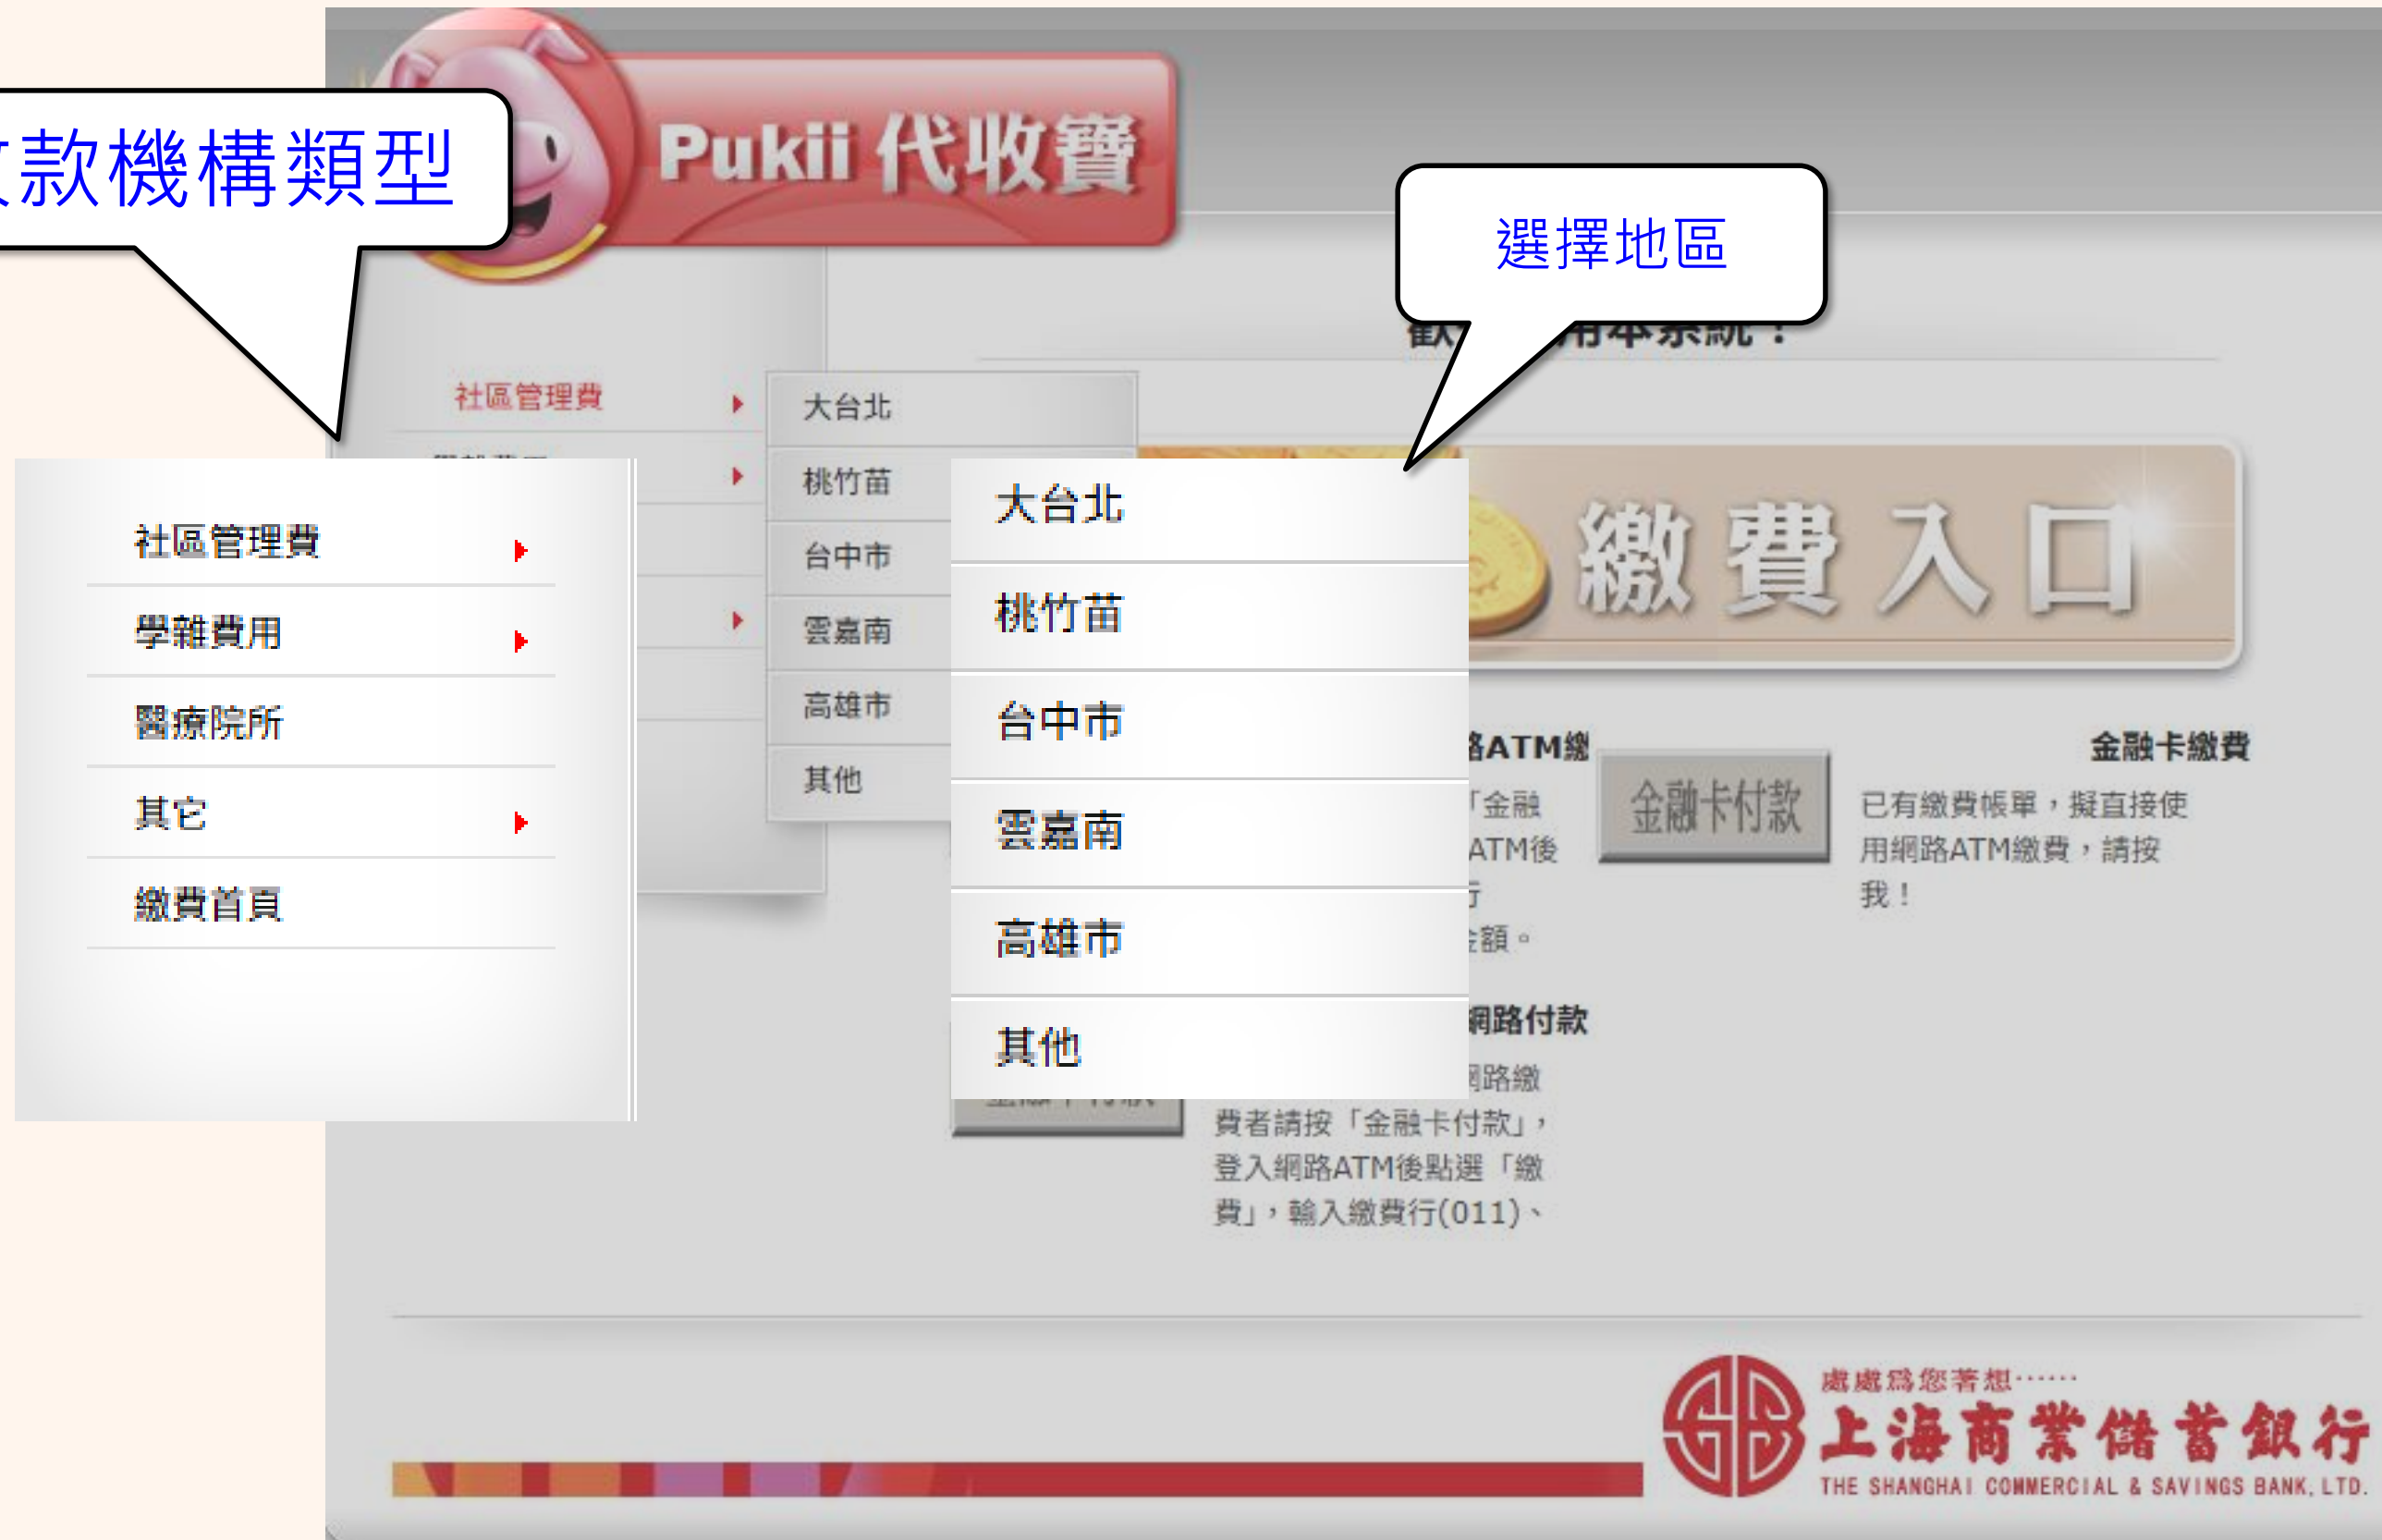 Pukii 代收寶
款機構類型
選擇地區
社區管理費
大台北
桃竹苗
台中市
雲嘉南
高雄市
其他
社區管理費
學雜費用
醫療院所
其它
繳費首頁
大台北
桃竹苗
台中市
雲嘉南
高雄市
其他
用本系統！
繳費入口
ATM繳
「金融
ATM後
額。
金融卡付款
金融卡繳費
已有繳費帳單，擬直接使
用網路ATM繳費，請按
我！
網路付款
網路繳
費者請按「金融卡付款」，
登入網路ATM後點選「繳
費」，輸入繳費行(011)、
處處為您著想……
上海商業儲蓄銀行
THE SHANGHAI COMMERCIAL & SAVINGS BANK, LTD.